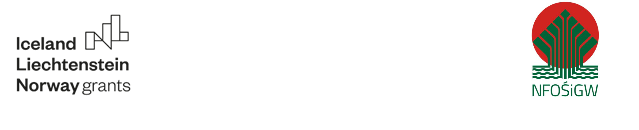 Iceland
Liechtenstein
Norway grants
NFOŚiGW